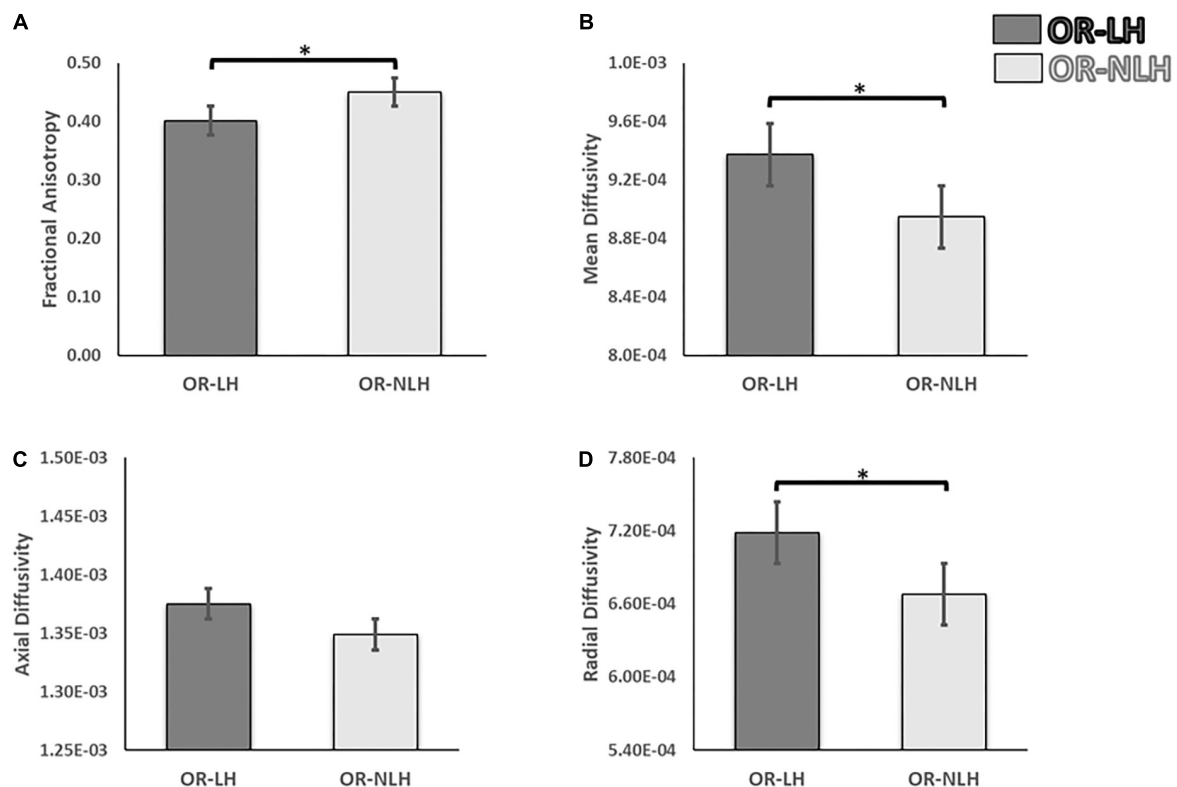 A
B
OR-LH
OR-NLH
*
0.50
0.40
0.30
0.20
0.10
0.00
Fractional Anisotropy
OR-LH
OR-NLH
*
1.0E-03
9.6E-04
9.2E-04
8.8E-04
8.4E-04
8.0E-04
Mean Diffusivity
OR-LH
OR-NLH
C
1.50E-03
1.45E-03
1.40E-03
1.35E-03
1.30E-03
1.25E-03
Axial Diffusivity
OR-LH
OR-NLH
D
*
7.80E-04
7.20E-04
6.60E-04
6.00E-04
5.40E-04
Radial Diffusivity
OR-LH
OR-NLH